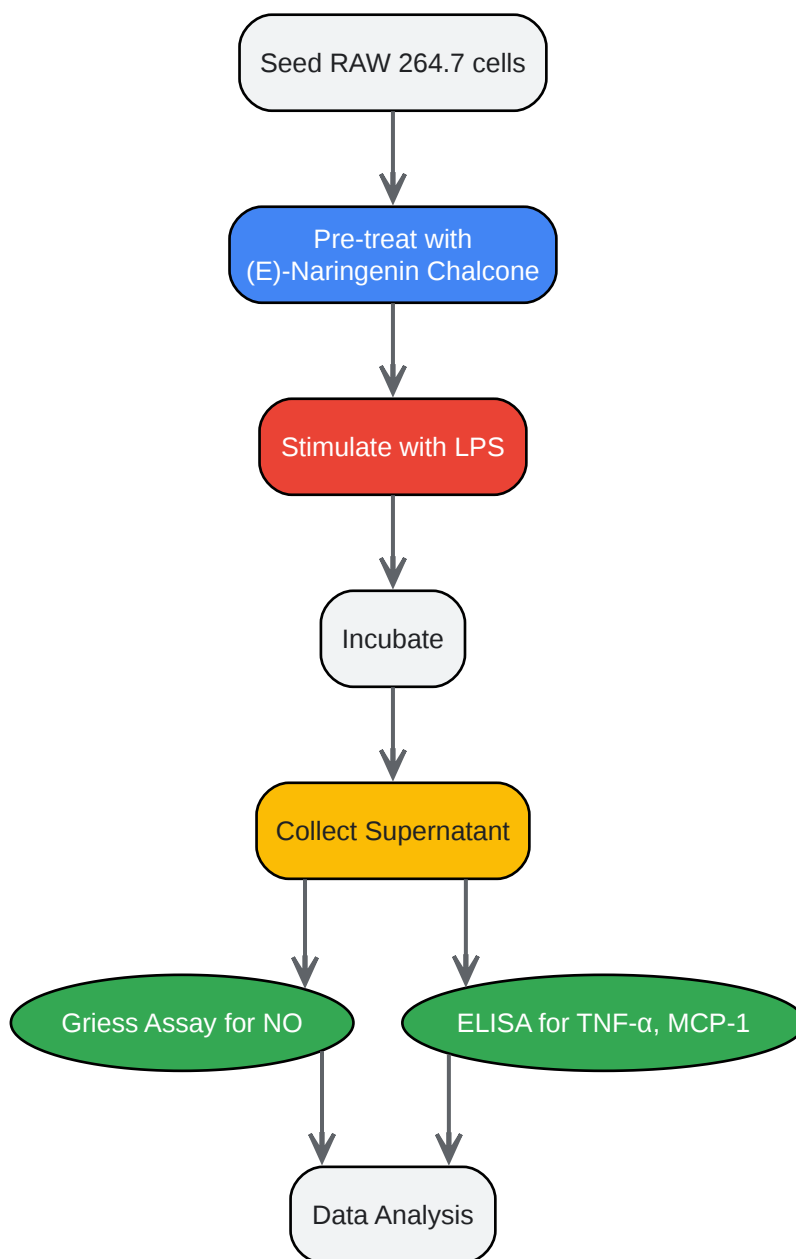 Seed RAW 264.7 cells
Pre-treat with
(E)-Naringenin Chalcone
Stimulate with LPS
Incubate
Collect Supernatant
Griess Assay for NO
ELISA for TNF-α, MCP-1
Data Analysis